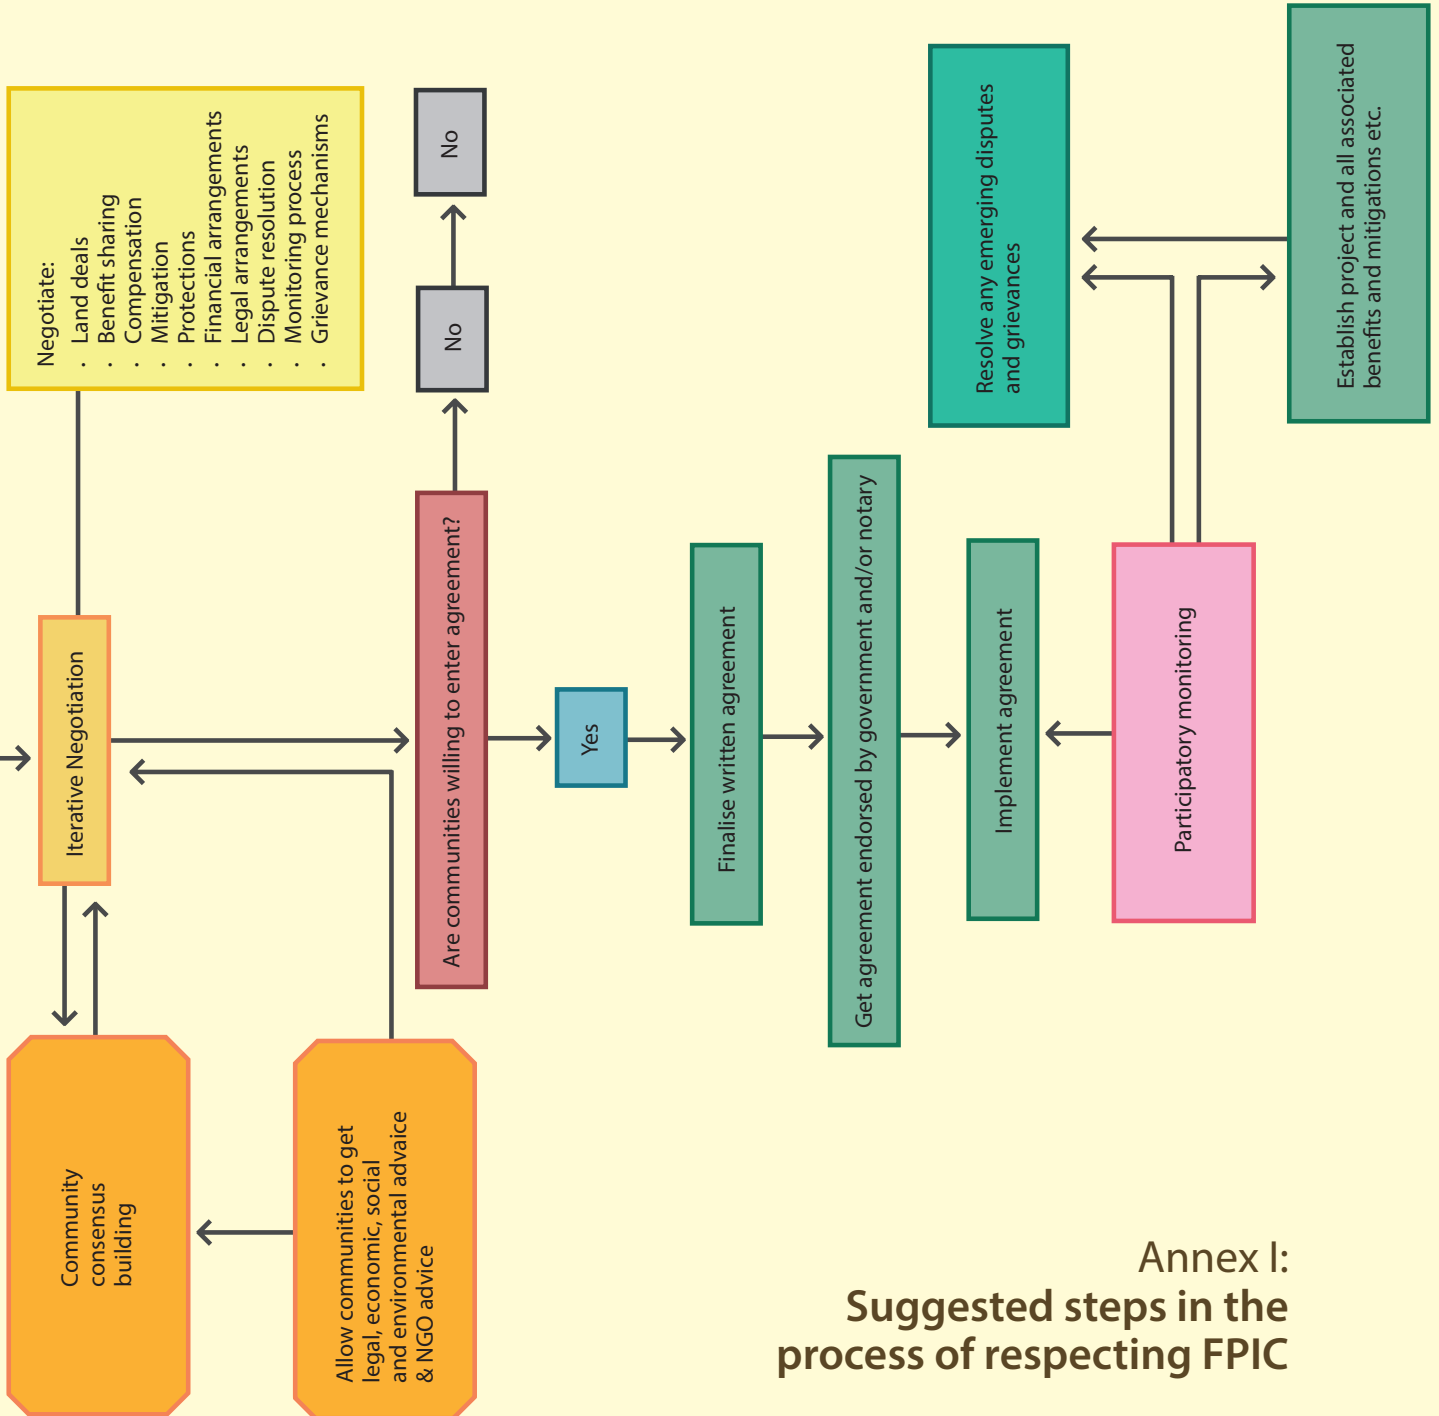 Negotiate:
· Land deals
· Benefit sharing
· Compensation
· Mitigation
· Protections
· Financial arrangements
· Legal arrangements
· Dispute resolution
· Monitoring process
· Grievance mechanisms
Iterative Negotiation
Community
consensus
building
Allow communities to get
legal, economic, social
and environmental advaice
& NGO advice
Are communities willing to enter agreement?
No
No
Yes
Finalise written agreement
Get agreement endorsed by government and/or notary
Implement agreement
Participatory monitoring
Resolve any emerging disputes
and grievances
Establish project and all associated
benefits and mitigations etc.
Annex I:
Suggested steps in the
process of respecting FPIC